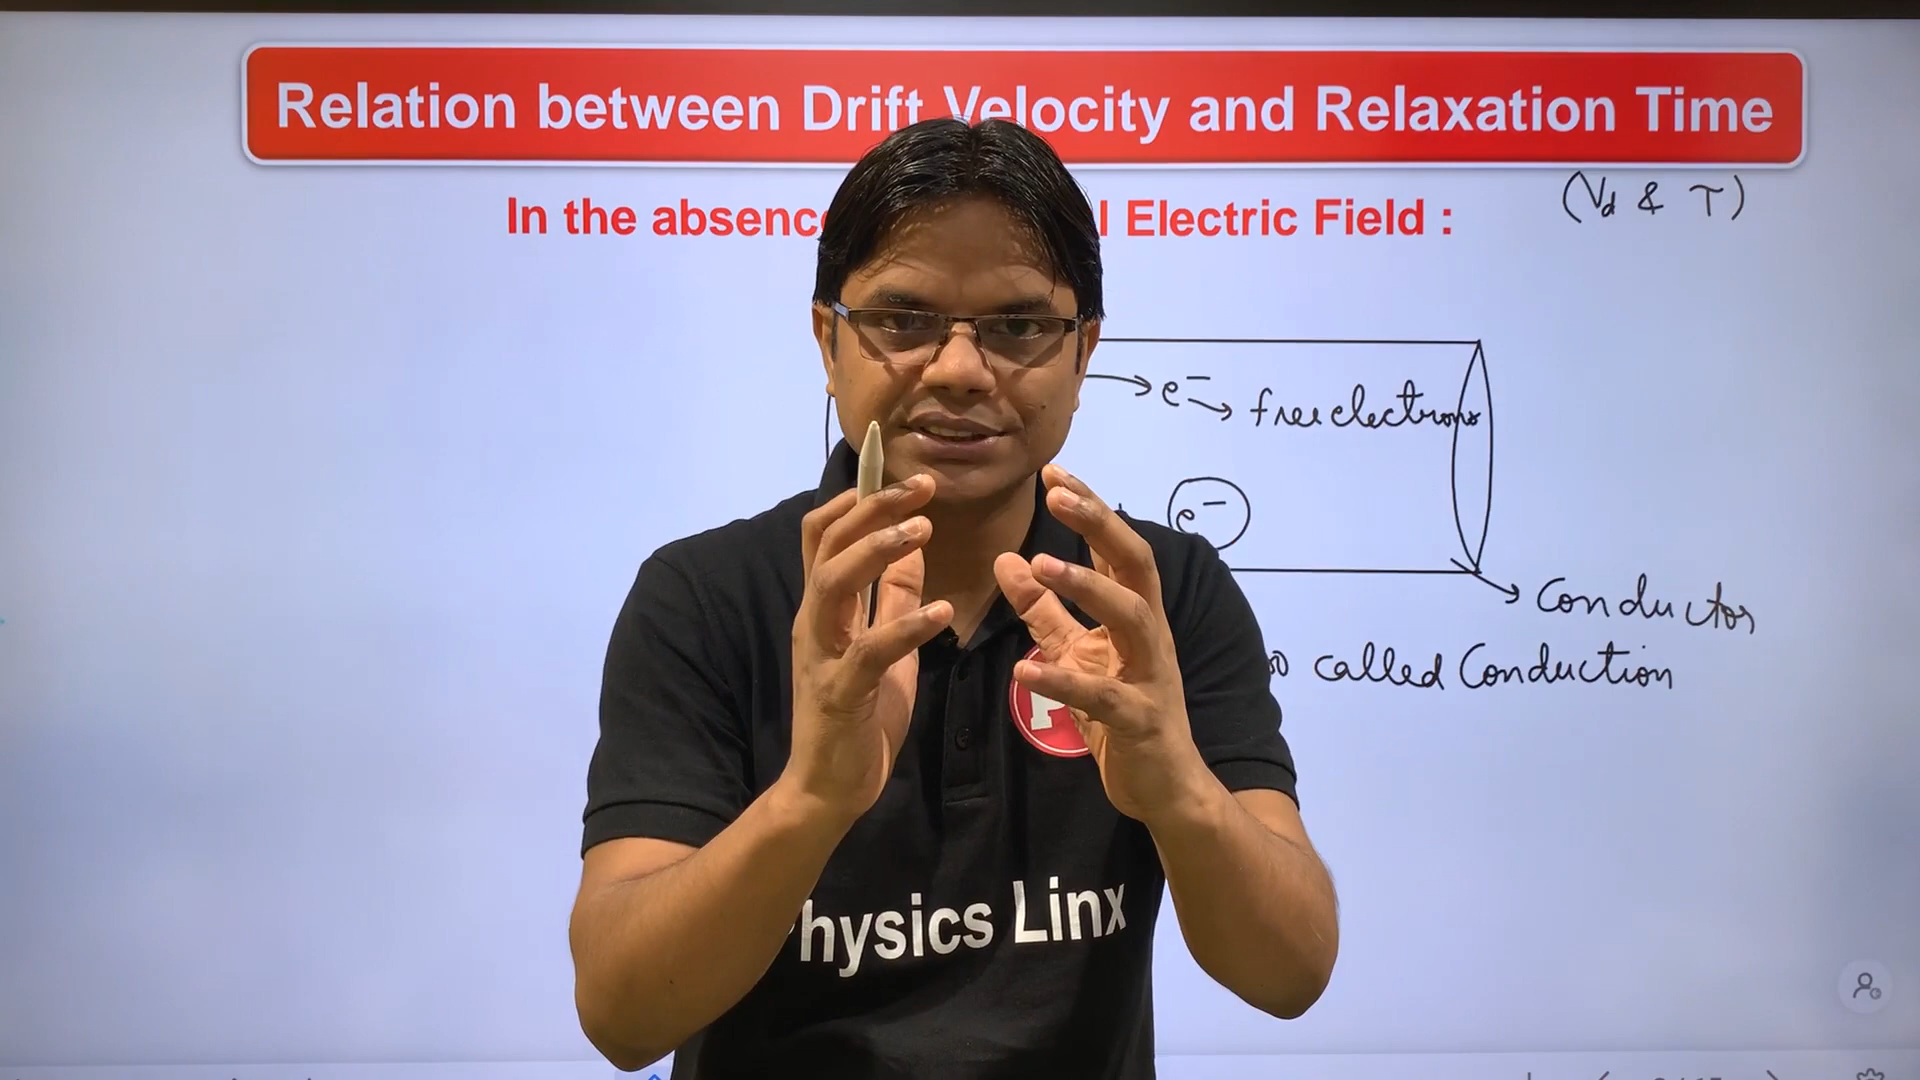 Relation between Drift Velocity and Relaxation Time
(Vd & τ)
In the absence l Electric Field :
e⁻ → free electrons
e⁻
→ Conductor
so called Conduction
P
Physics Linx